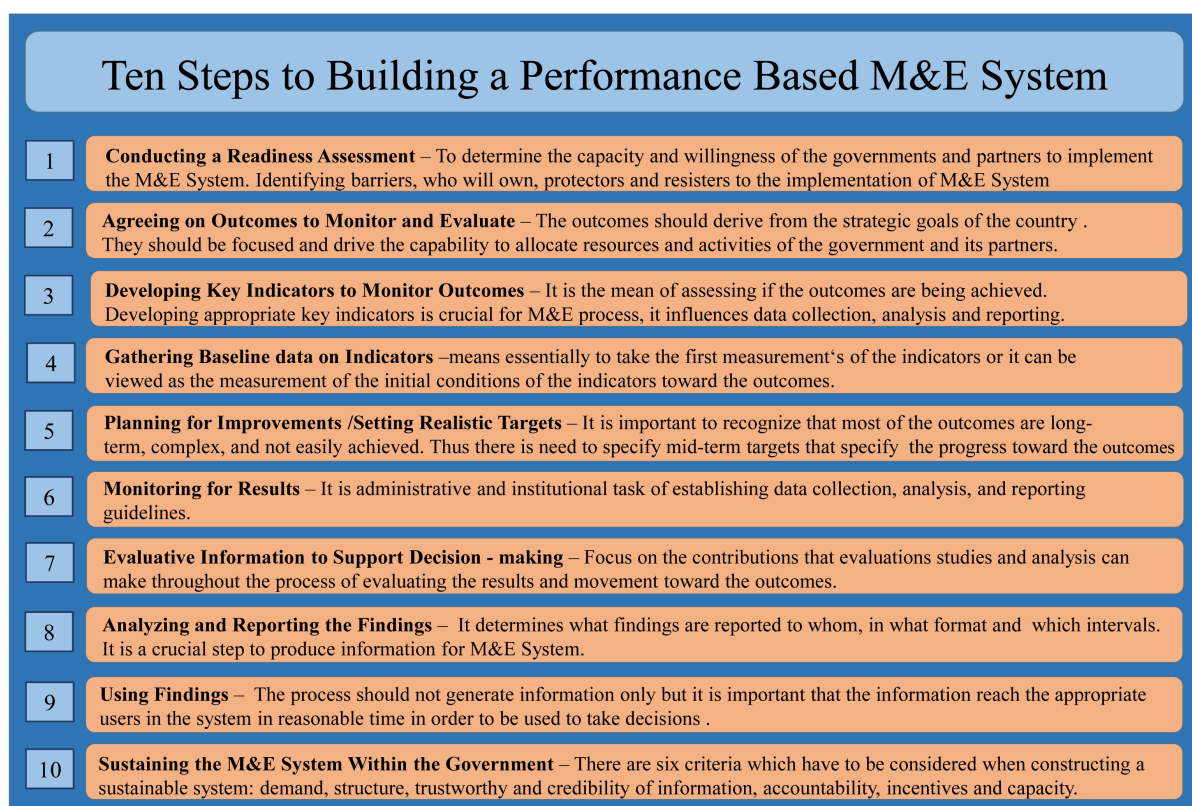 Ten Steps to Building a Performance Based M&E System
1
Conducting a Readiness Assessment – To determine the capacity and willingness of the governments and partners to implement
the M&E System. Identifying barriers, who will own, protectors and resisters to the implementation of M&E System
2
Agreeing on Outcomes to Monitor and Evaluate – The outcomes should derive from the strategic goals of the country .
They should be focused and drive the capability to allocate resources and activities of the government and its partners.
3
Developing Key Indicators to Monitor Outcomes – It is the mean of assessing if the outcomes are being achieved.
Developing appropriate key indicators is crucial for M&E process, it influences data collection, analysis and reporting.
4
Gathering Baseline data on Indicators –means essentially to take the first measurement‘s of the indicators or it can be
viewed as the measurement of the initial conditions of the indicators toward the outcomes.
5
Planning for Improvements /Setting Realistic Targets – It is important to recognize that most of the outcomes are long-
term, complex, and not easily achieved. Thus there is need to specify mid-term targets that specify  the progress toward the outcomes
6
Monitoring for Results – It is administrative and institutional task of establishing data collection, analysis, and reporting
guidelines.
7
Evaluative Information to Support Decision - making – Focus on the contributions that evaluations studies and analysis can
make throughout the process of evaluating the results and movement toward the outcomes.
8
Analyzing and Reporting the Findings –  It determines what findings are reported to whom, in what format and  which intervals.
It is a crucial step to produce information for M&E System.
9
Using Findings –  The process should not generate information only but it is important that the information reach the appropriate
users in the system in reasonable time in order to be used to take decisions .
10
Sustaining the M&E System Within the Government – There are six criteria which have to be considered when constructing a
sustainable system: demand, structure, trustworthy and credibility of information, accountability, incentives and capacity.